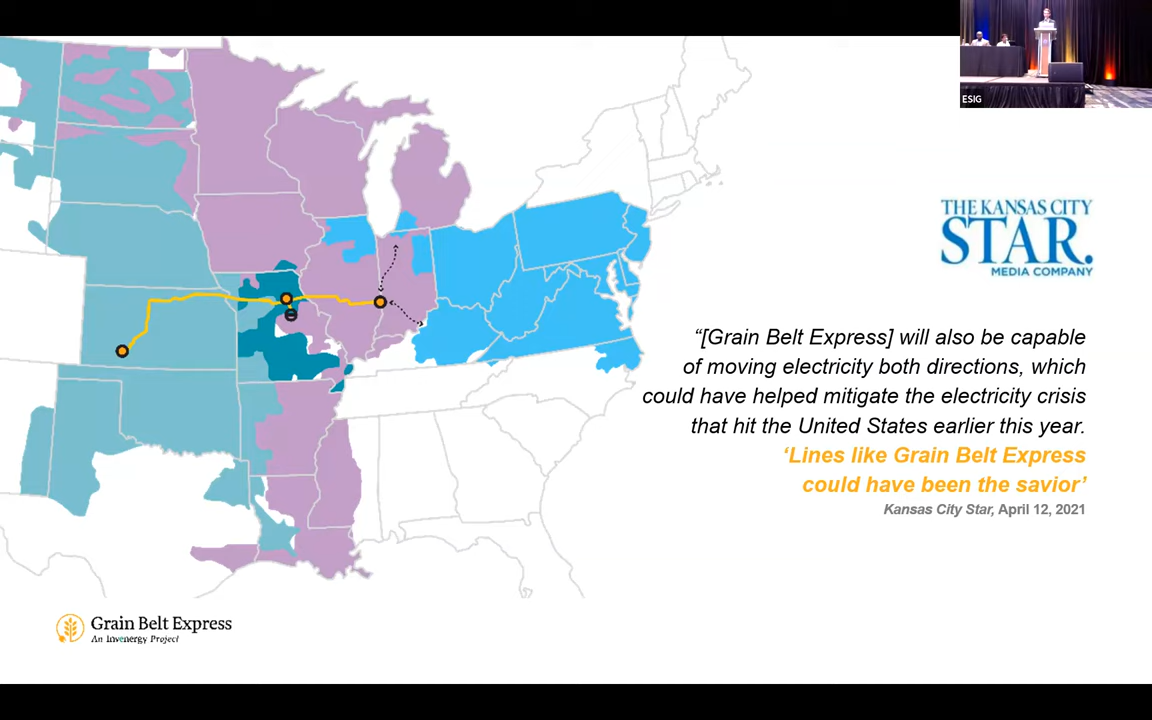 ESIG
THE KANSAS CITY
STAR.
MEDIA COMPANY
“[Grain Belt Express] will also be capable
of moving electricity both directions, which
could have helped mitigate the electricity crisis
that hit the United States earlier this year.
‘Lines like Grain Belt Express
could have been the savior’
Kansas City Star, April 12, 2021
Grain Belt Express
An Invenergy Project